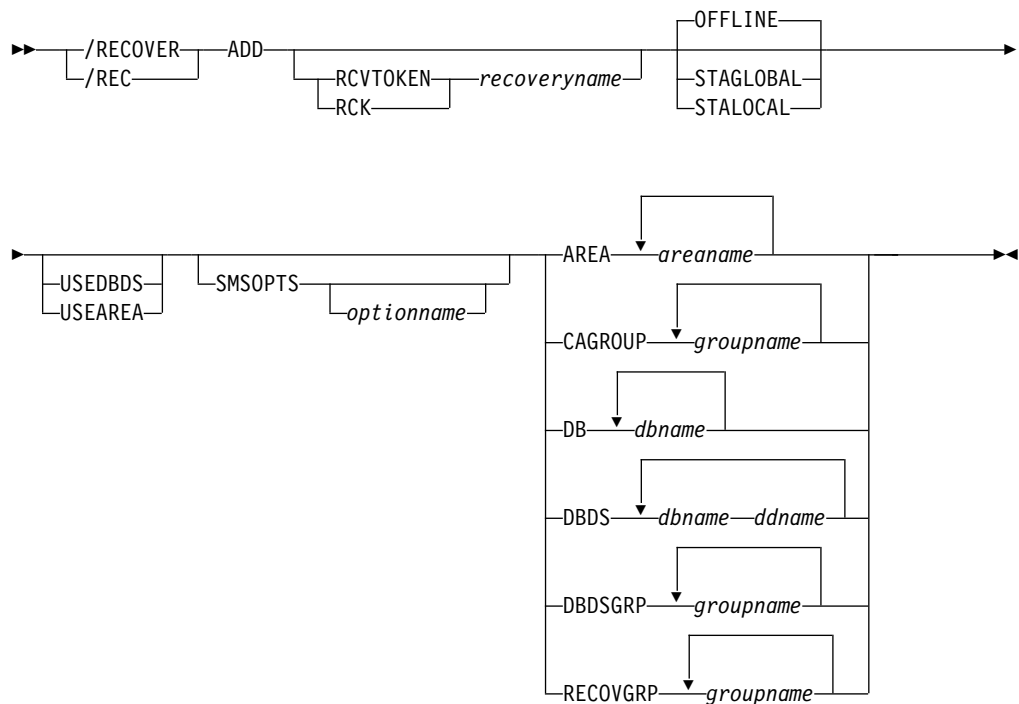 OFFLINE
/RECOVER ADD
/REC RCVTOKEN recoveryname STAGLOBAL
RCK STALOCAL
AREA areaname
USEDBDS SMSOPTS
USEAREA optionname
CAGROUP groupname
DB dbname
DBDS dbname ddname
DBDSGRP groupname
RECOVGRP groupname